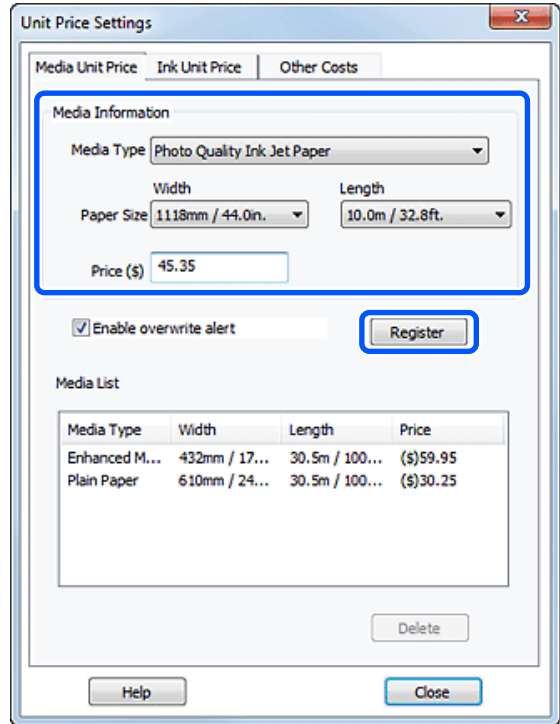 Unit Price Settings
Media Unit Price Ink Unit Price Other Costs
Media Information
Media Type Photo Quality Ink Jet Paper
Width Length
Paper Size 1118mm / 44.0in. 10.0m / 32.8ft.
Price ($) 45.35
Enable overwrite alert Register
Media List
Media Type Width Length Price
Enhanced M... 432mm / 17... 30.5m / 100... ($)59.95
Plain Paper 610mm / 24... 30.5m / 100... ($)30.25
Delete
Help Close